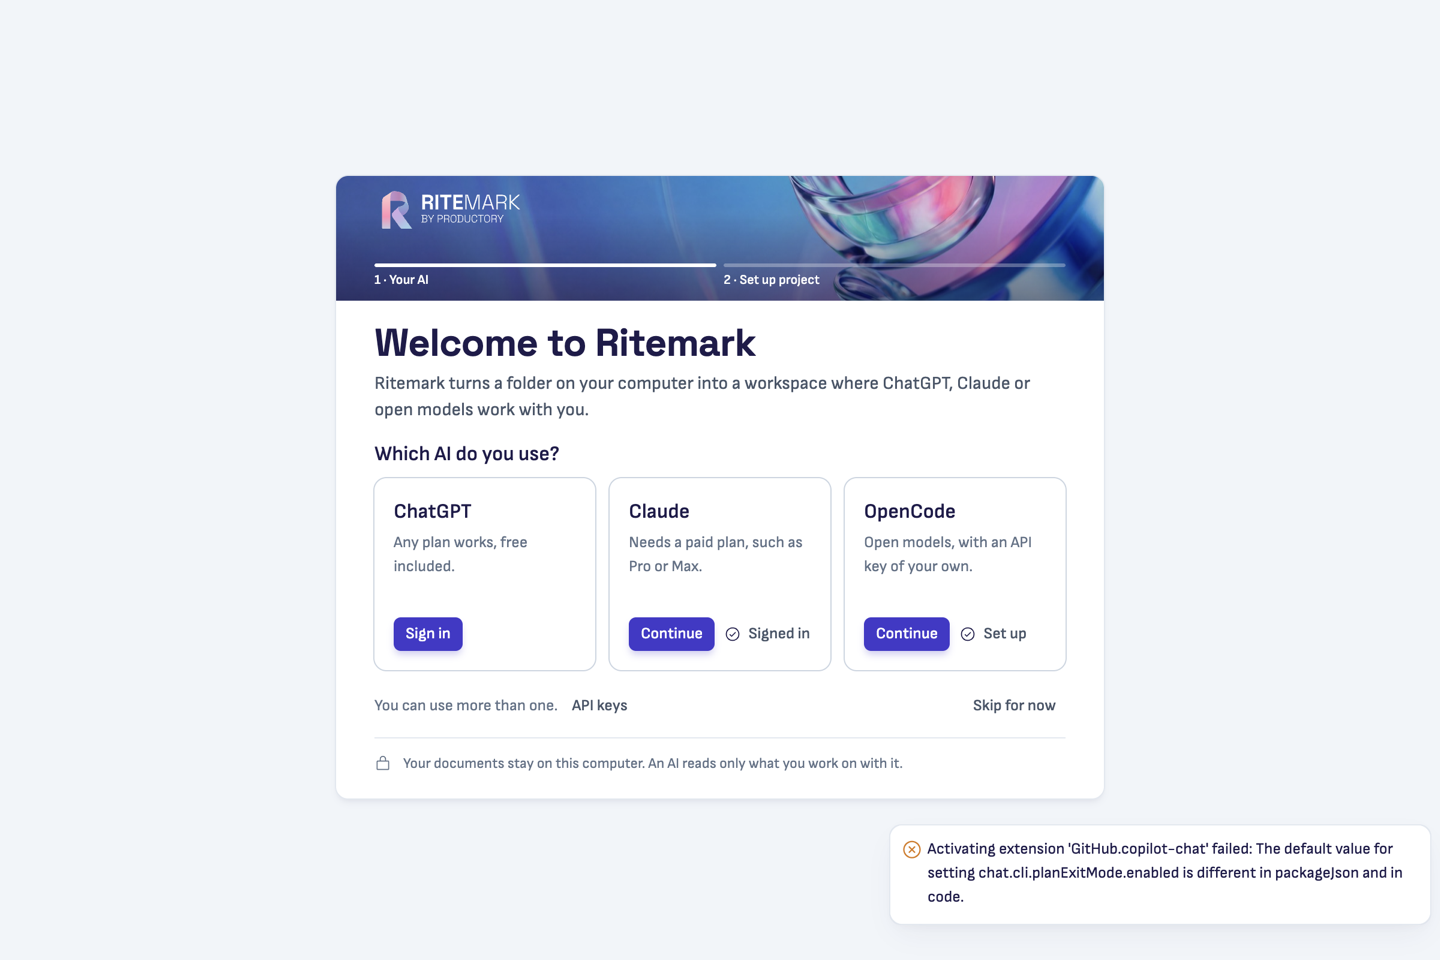 RITEMARK
BY PRODUCTORY
1 · Your AI
2 · Set up project
Welcome to Ritemark
Ritemark turns a folder on your computer into a workspace where ChatGPT, Claude or
open models work with you.
Which AI do you use?
ChatGPT
Any plan works, free
included.
Sign in
Claude
Needs a paid plan, such as
Pro or Max.
Continue
Signed in
OpenCode
Open models, with an API
key of your own.
Continue
Set up
You can use more than one.
API keys
Skip for now
Your documents stay on this computer. An AI reads only what you work on with it.
Activating extension 'GitHub.copilot-chat' failed: The default value for
setting chat.cli.planExitMode.enabled is different in packageJson and in
code.